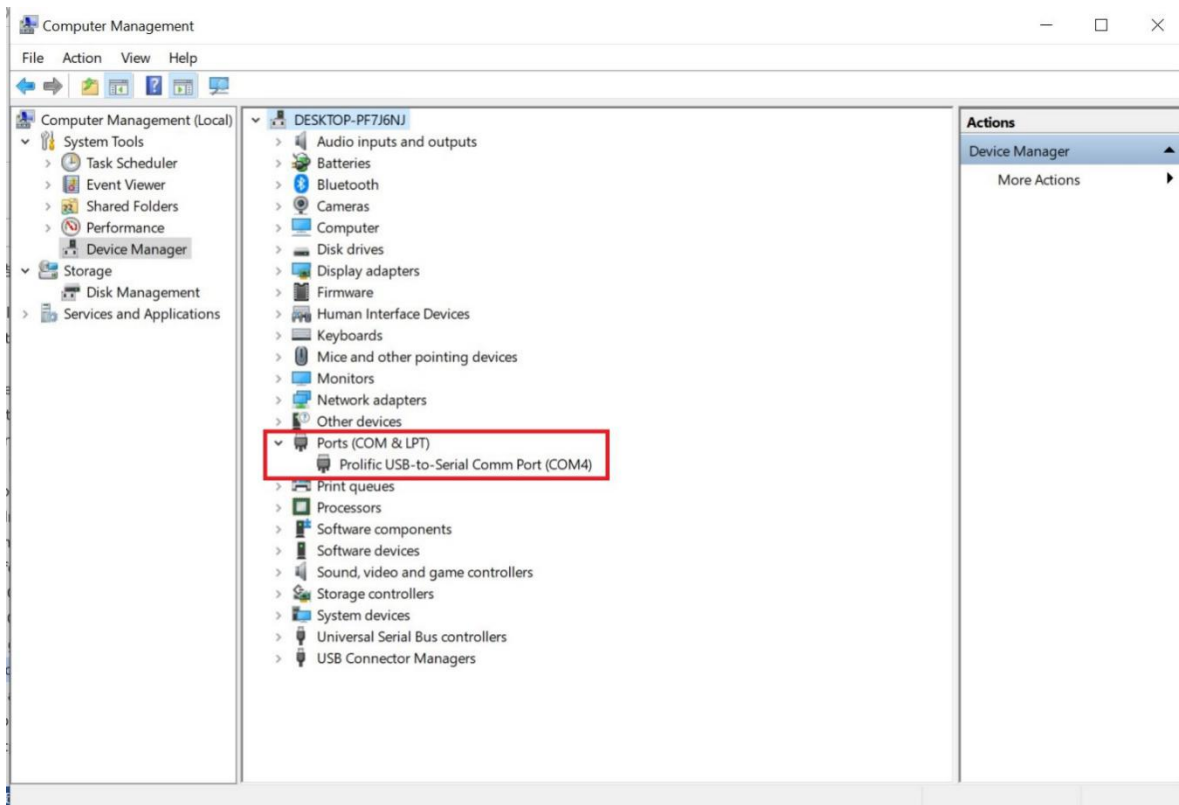 Computer Management
File Action View Help
Computer Management (Local)
System Tools
Task Scheduler
Event Viewer
Shared Folders
Performance
Device Manager
Storage
Disk Management
Services and Applications
DESKTOP-PF7J6NJ
Audio inputs and outputs
Batteries
Bluetooth
Cameras
Computer
Disk drives
Display adapters
Firmware
Human Interface Devices
Keyboards
Mice and other pointing devices
Monitors
Network adapters
Other devices
Ports (COM & LPT)
Prolific USB-to-Serial Comm Port (COM4)
Print queues
Processors
Software components
Software devices
Sound, video and game controllers
Storage controllers
System devices
Universal Serial Bus controllers
USB Connector Managers
Actions
Device Manager
More Actions